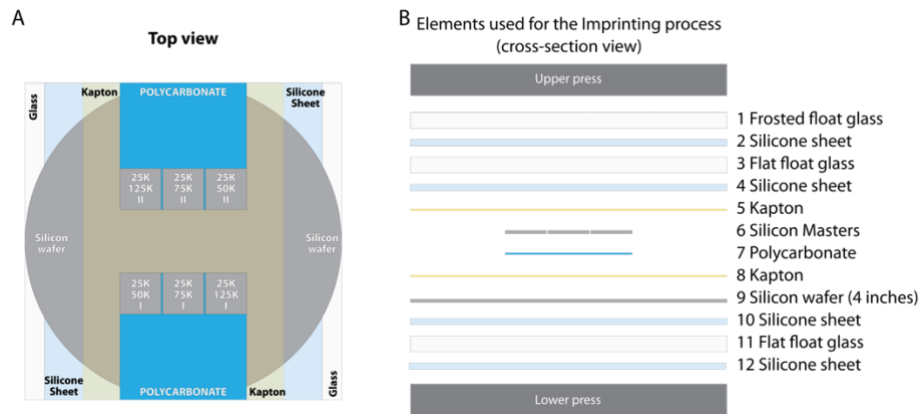 A
Top view
Glass
Silicone
Sheet
Kapton
POLYCARBONATE
Kapton
Silicone
Sheet
Glass
25K
125K
II
25K
75K
II
25K
50K
II
Silicon
wafer
Silicon
wafer
25K
50K
I
25K
75K
I
25K
125K
I
Silicone
Sheet
POLYCARBONATE
Kapton
Glass
B
Elements used for the Imprinting process
(cross-section view)
Upper press
1 Frosted float glass
2 Silicone sheet
3 Flat float glass
4 Silicone sheet
5 Kapton
6 Silicon Masters
7 Polycarbonate
8 Kapton
9 Silicon wafer (4 inches)
10 Silicone sheet
11 Flat float glass
12 Silicone sheet
Lower press